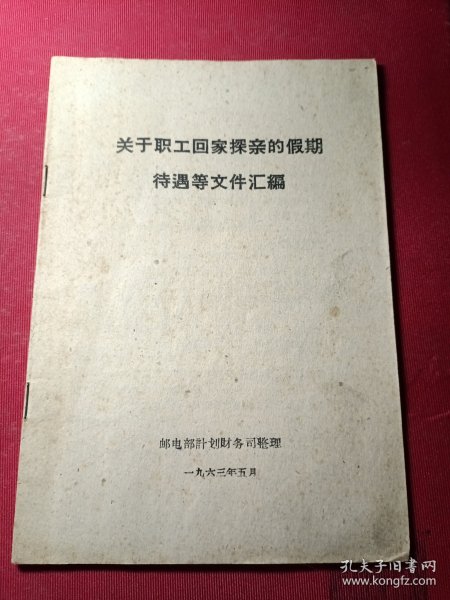 关于职工回家探亲的假期
待遇等文件汇编
邮电部計划財务司整理
一九六三年五月
孔夫子旧书网
www.kongfz.com